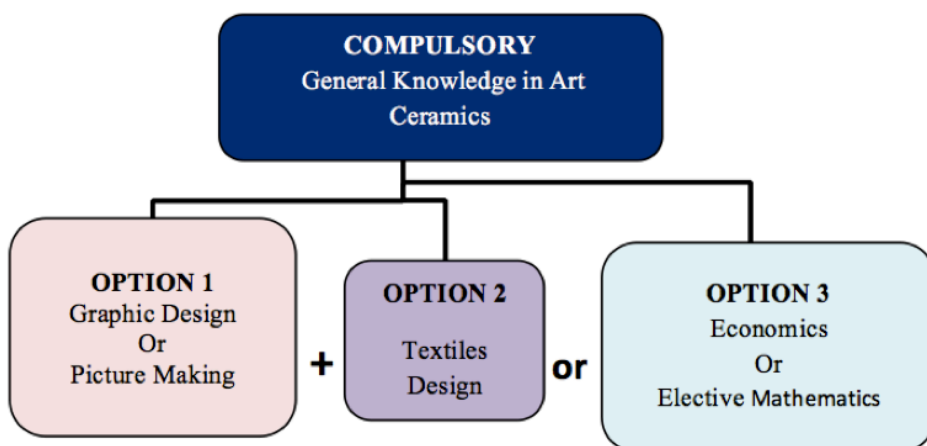 COMPULSORY
General Knowledge in Art
Ceramics
OPTION 1
Graphic Design
Or
Picture Making
+
OPTION 2
Textiles
Design
or
OPTION 3
Economics
Or
Elective Mathematics